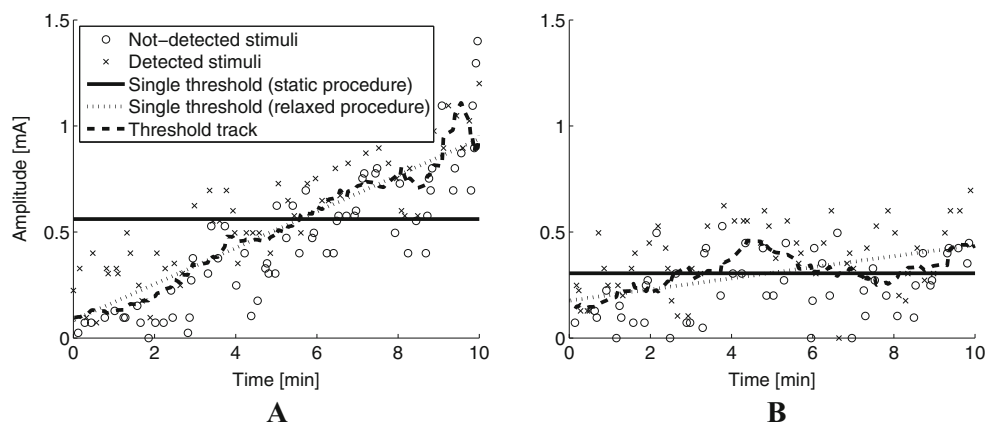 1.5
Not-detected stimuli
Detected stimuli
Single threshold (static procedure)
Single threshold (relaxed procedure)
Threshold track
1
0.5
0
Amplitude [mA]
0 2 4 6 8 10
Time [min]
A
1.5
1
0.5
0
0 2 4 6 8 10
Time [min]
B